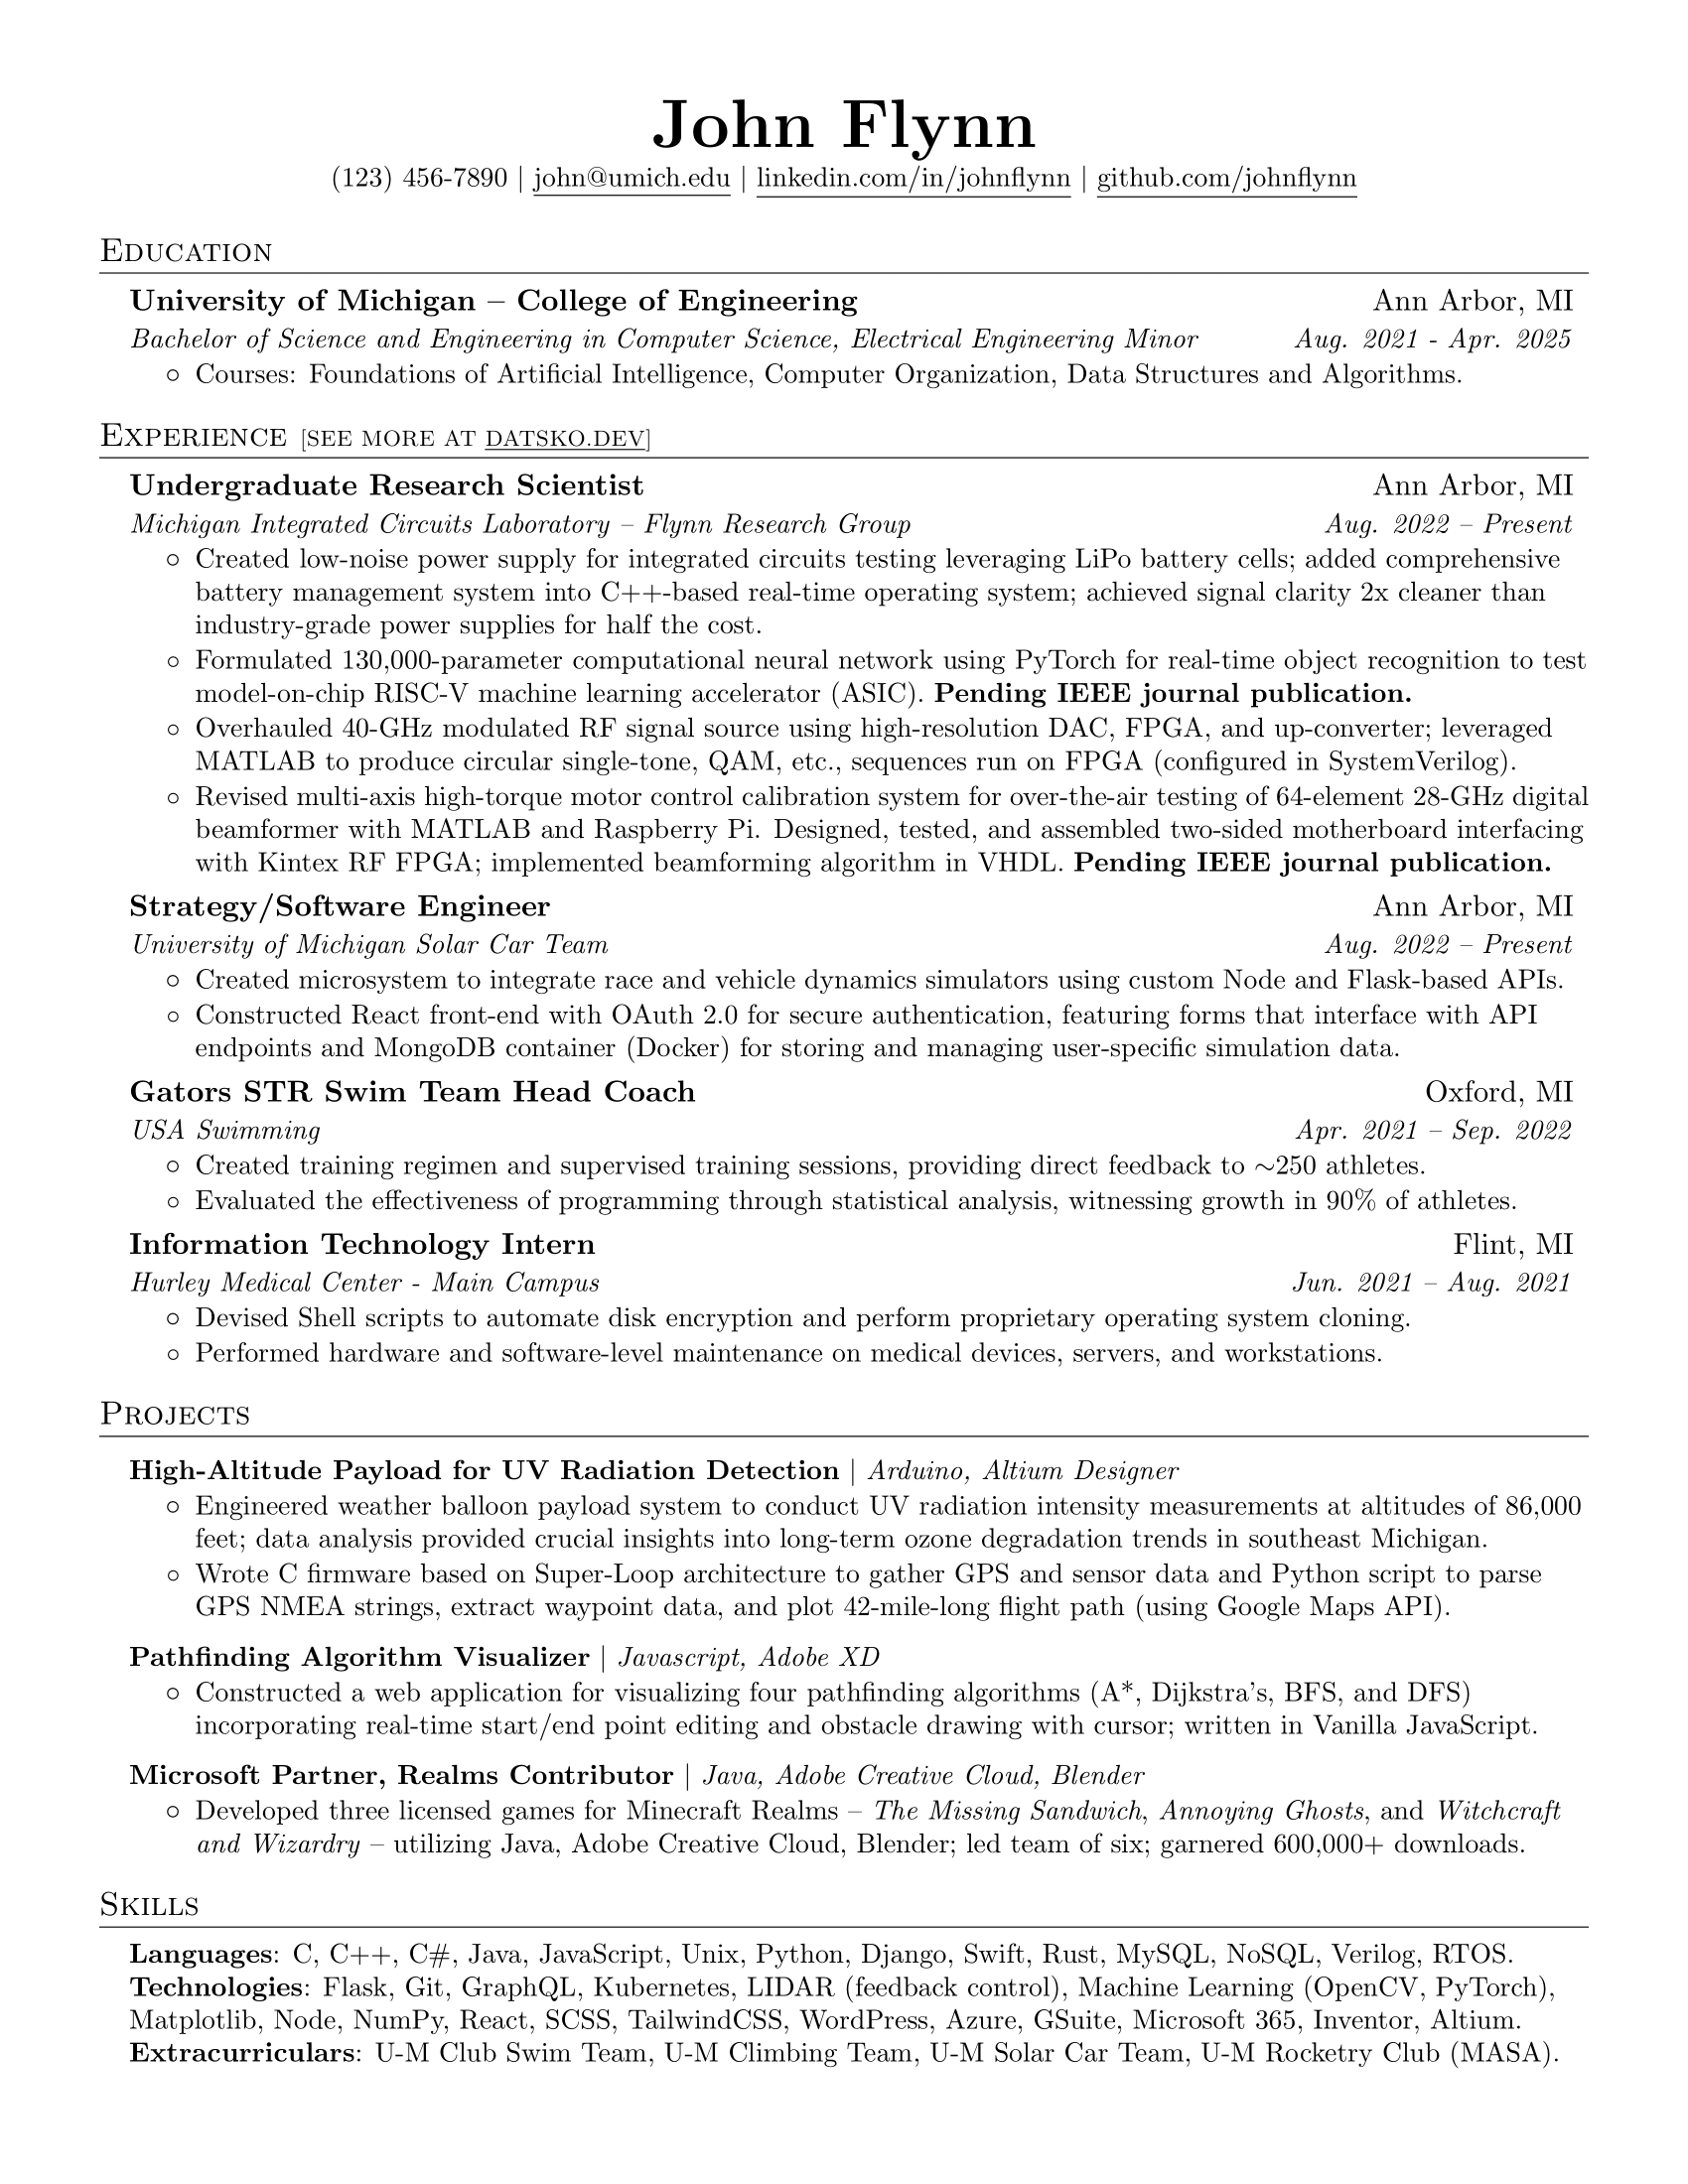 John Flynn
(123) 456-7890 | john@umich.edu | linkedin.com/in/johnflynn | github.com/johnflynn
Education
University of Michigan – College of Engineering Ann Arbor, MI
Bachelor of Science and Engineering in Computer Science, Electrical Engineering Minor Aug. 2021 - Apr. 2025
○ Courses: Foundations of Artificial Intelligence, Computer Organization, Data Structures and Algorithms.
Experience [see more at datsko.dev]
Undergraduate Research Scientist Ann Arbor, MI
Michigan Integrated Circuits Laboratory – Flynn Research Group Aug. 2022 – Present
○ Created low-noise power supply for integrated circuits testing leveraging LiPo battery cells; added comprehensive
battery management system into C++-based real-time operating system; achieved signal clarity 2x cleaner than
industry-grade power supplies for half the cost.
○ Formulated 130,000-parameter computational neural network using PyTorch for real-time object recognition to test
model-on-chip RISC-V machine learning accelerator (ASIC). Pending IEEE journal publication.
○ Overhauled 40-GHz modulated RF signal source using high-resolution DAC, FPGA, and up-converter; leveraged
MATLAB to produce circular single-tone, QAM, etc., sequences run on FPGA (configured in SystemVerilog).
○ Revised multi-axis high-torque motor control calibration system for over-the-air testing of 64-element 28-GHz digital
beamformer with MATLAB and Raspberry Pi. Designed, tested, and assembled two-sided motherboard interfacing
with Kintex RF FPGA; implemented beamforming algorithm in VHDL. Pending IEEE journal publication.
Strategy/Software Engineer Ann Arbor, MI
University of Michigan Solar Car Team Aug. 2022 – Present
○ Created microsystem to integrate race and vehicle dynamics simulators using custom Node and Flask-based APIs.
○ Constructed React front-end with OAuth 2.0 for secure authentication, featuring forms that interface with API
endpoints and MongoDB container (Docker) for storing and managing user-specific simulation data.
Gators STR Swim Team Head Coach Oxford, MI
USA Swimming Apr. 2021 – Sep. 2022
○ Created training regimen and supervised training sessions, providing direct feedback to ∼250 athletes.
○ Evaluated the effectiveness of programming through statistical analysis, witnessing growth in 90% of athletes.
Information Technology Intern Flint, MI
Hurley Medical Center - Main Campus Jun. 2021 – Aug. 2021
○ Devised Shell scripts to automate disk encryption and perform proprietary operating system cloning.
○ Performed hardware and software-level maintenance on medical devices, servers, and workstations.
Projects
High-Altitude Payload for UV Radiation Detection | Arduino, Altium Designer
○ Engineered weather balloon payload system to conduct UV radiation intensity measurements at altitudes of 86,000
feet; data analysis provided crucial insights into long-term ozone degradation trends in southeast Michigan.
○ Wrote C firmware based on Super-Loop architecture to gather GPS and sensor data and Python script to parse
GPS NMEA strings, extract waypoint data, and plot 42-mile-long flight path (using Google Maps API).
Pathfinding Algorithm Visualizer | Javascript, Adobe XD
○ Constructed a web application for visualizing four pathfinding algorithms (A*, Dijkstra's, BFS, and DFS)
incorporating real-time start/end point editing and obstacle drawing with cursor; written in Vanilla JavaScript.
Microsoft Partner, Realms Contributor | Java, Adobe Creative Cloud, Blender
○ Developed three licensed games for Minecraft Realms – The Missing Sandwich, Annoying Ghosts, and Witchcraft
and Wizardry – utilizing Java, Adobe Creative Cloud, Blender; led team of six; garnered 600,000+ downloads.
Skills
Languages: C, C++, C#, Java, JavaScript, Unix, Python, Django, Swift, Rust, MySQL, NoSQL, Verilog, RTOS.
Technologies: Flask, Git, GraphQL, Kubernetes, LIDAR (feedback control), Machine Learning (OpenCV, PyTorch),
Matplotlib, Node, NumPy, React, SCSS, TailwindCSS, WordPress, Azure, GSuite, Microsoft 365, Inventor, Altium.
Extracurriculars: U-M Club Swim Team, U-M Climbing Team, U-M Solar Car Team, U-M Rocketry Club (MASA).